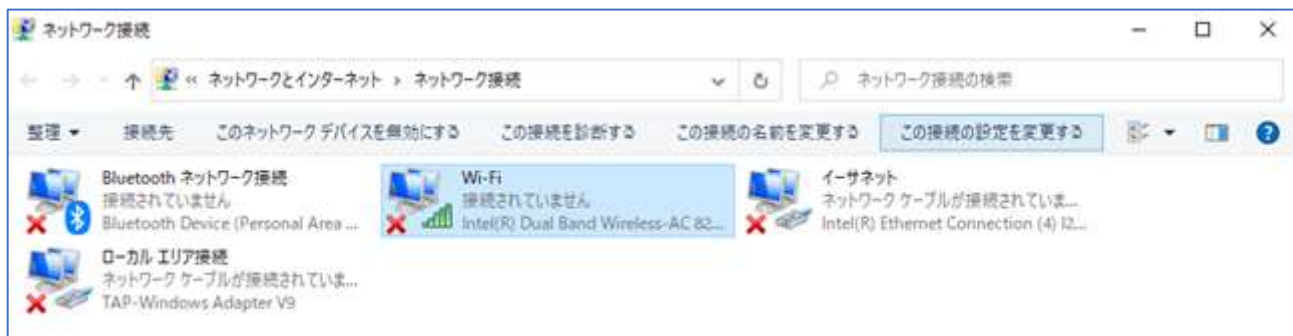 ネットワーク接続
« ネットワークとインターネット › ネットワーク接続
ネットワーク接続の検索
整理
接続先
このネットワーク デバイスを無効にする
この接続を診断する
この接続の名前を変更する
この接続の設定を変更する
Bluetooth ネットワーク接続
接続されていません
Bluetooth Device (Personal Area ...
Wi-Fi
接続されていません
Intel(R) Dual Band Wireless-AC 82...
イーサネット
ネットワーク ケーブルが接続されていま...
Intel(R) Ethernet Connection (4) I2...
ローカル エリア接続
ネットワーク ケーブルが接続されていま...
TAP-Windows Adapter V9